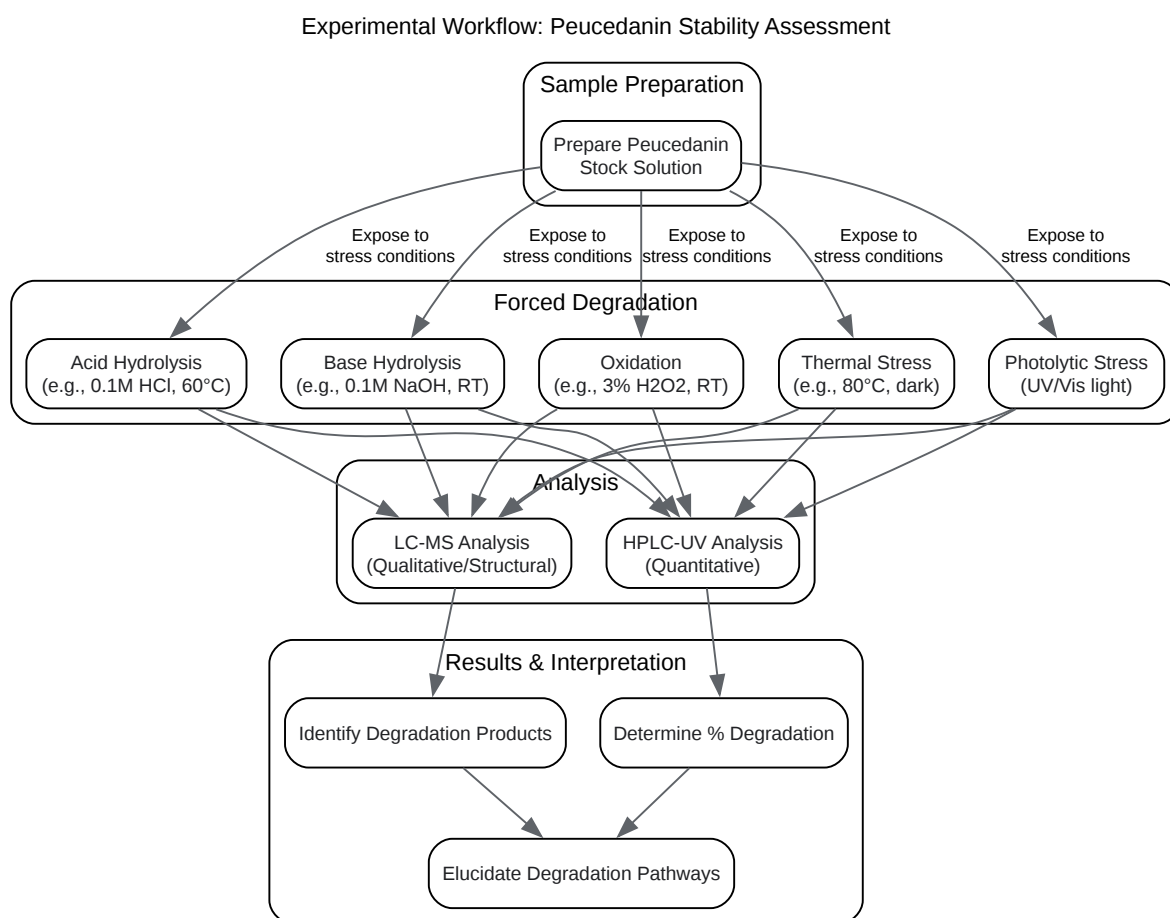 Experimental Workflow: Peucedanin Stability Assessment
Sample Preparation
Prepare Peucedanin
Stock Solution
Expose to
stress conditions
Expose to
stress conditions
Expose to
stress conditions
Expose to
stress conditions
Expose to
stress conditions
Forced Degradation
Acid Hydrolysis
(e.g., 0.1M HCl, 60°C)
Base Hydrolysis
(e.g., 0.1M NaOH, RT)
Oxidation
(e.g., 3% H2O2, RT)
Thermal Stress
(e.g., 80°C, dark)
Photolytic Stress
(UV/Vis light)
Analysis
LC-MS Analysis
(Qualitative/Structural)
HPLC-UV Analysis
(Quantitative)
Results & Interpretation
Identify Degradation Products
Determine % Degradation
Elucidate Degradation Pathways